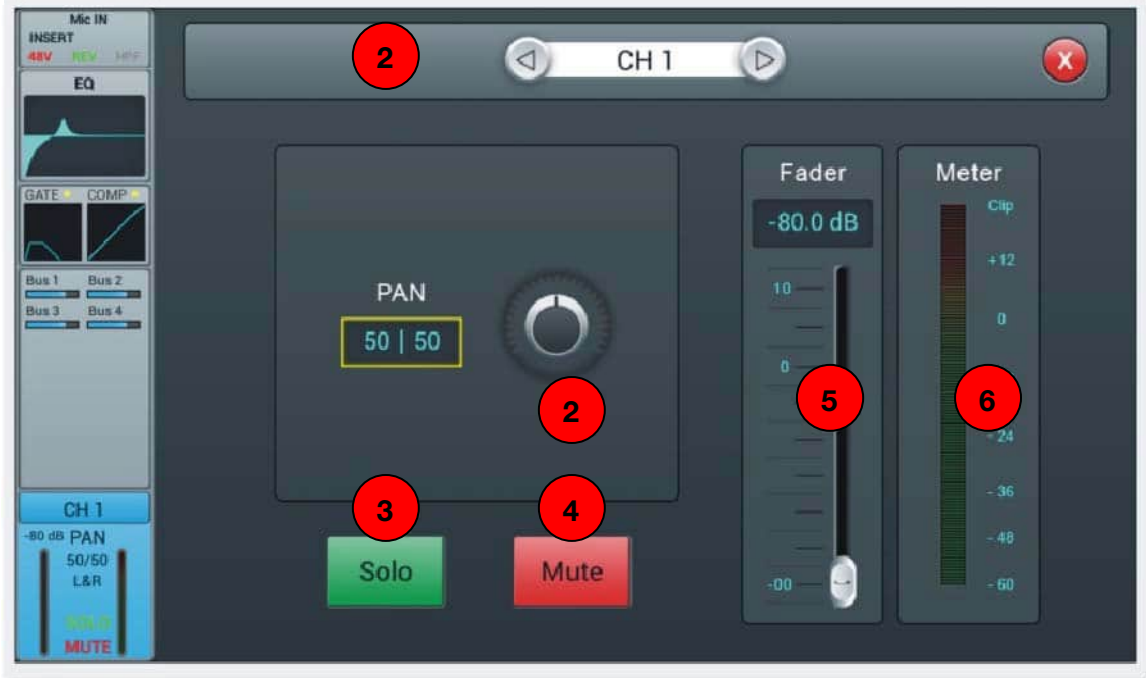 Mic IN
INSERT
48V REV HPF
EQ
GATE COMP
Bus 1 Bus 2
Bus 3 Bus 4
CH 1
-80 dB PAN
50/50
L&R
SOLO
MUTE
2
CH 1
X
PAN
50 | 50
2
3
4
Solo
Mute
Fader
-80.0 dB
10
0
5
-00
Meter
Clip
+12
0
6
- 24
- 36
- 48
- 60